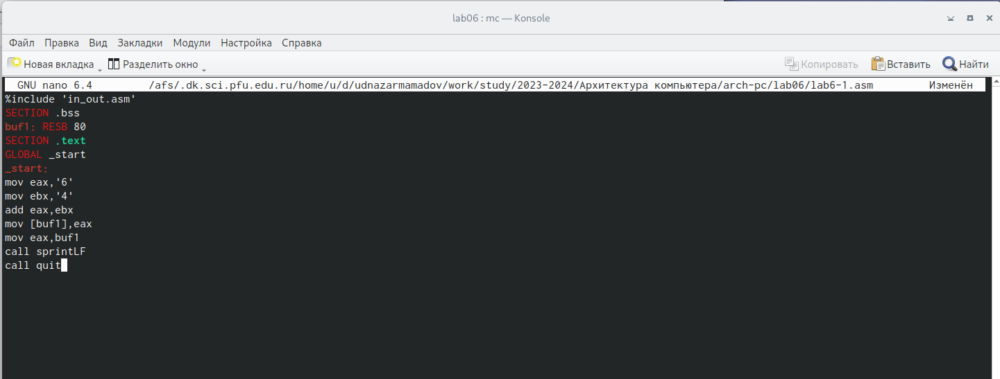 lab06 : mc — Konsole
Файл Правка Вид Закладки Модули Настройка Справка
Новая вкладка Разделить окно Копировать Вставить Найти
GNU nano 6.4 /afs/.dk.sci.pfu.edu.ru/home/u/d/udnazarmamadov/work/study/2023-2024/Архитектура компьютера/arch-pc/lab06/lab6-1.asm Изменён
%include 'in_out.asm'
SECTION .bss
buf1: RESB 80
SECTION .text
GLOBAL _start
_start:
mov eax,'6'
mov ebx,'4'
add eax,ebx
mov [buf1],eax
mov eax,buf1
call sprintLF
call quit